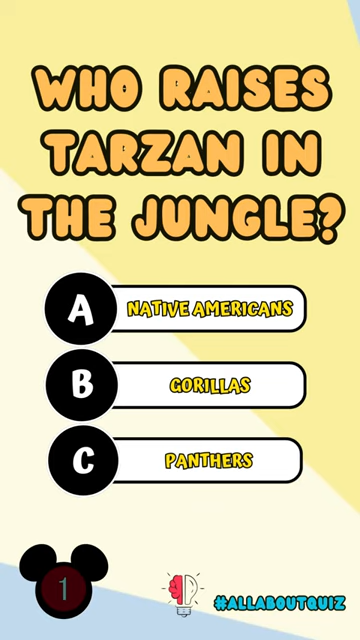 WHO RAISES
TARZAN IN
THE JUNGLE?
A NATIVE AMERICANS
B GORILLAS
C PANTHERS
1
#ALLABOUTQUIZ